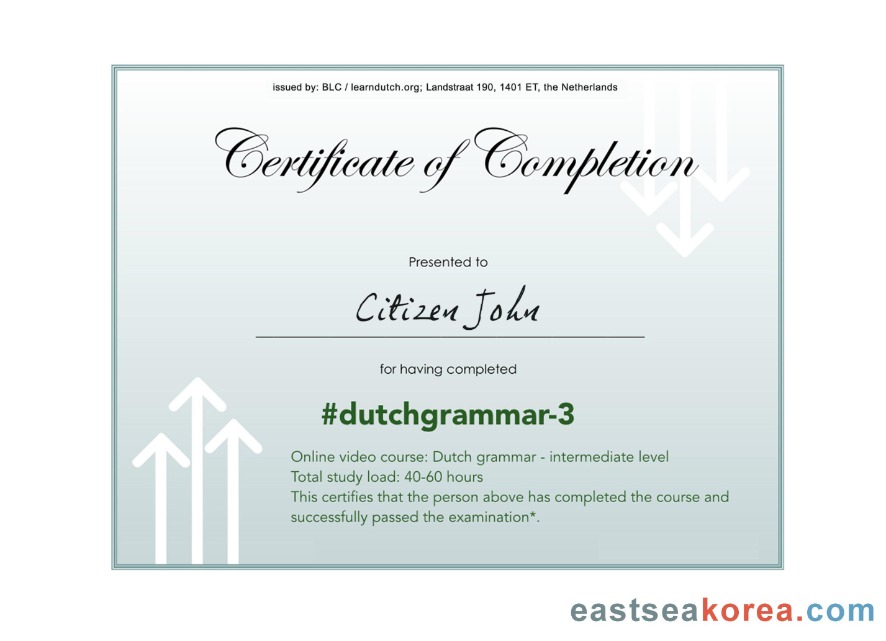 issued by: BLC / learndutch.org; Landstraat 190, 1401 ET, the Netherlands
Certificate of Completion
Presented to
Citizen John
for having completed
#dutchgrammar-3
Online video course: Dutch grammar - intermediate level
Total study load: 40-60 hours
This certifies that the person above has completed the course and
successfully passed the examination*.
eastseakorea.com